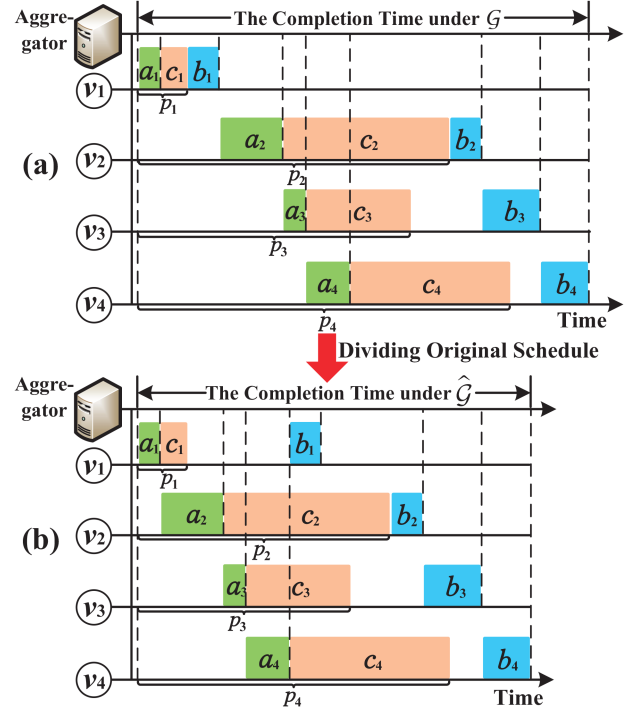 Aggre-
gator
The Completion Time under 𝒢
a₁ c₁ b₁
v₁
p₁
(a)
a₂ c₂ b₂
v₂
p₂
a₃ c₃ b₃
v₃
p₃
a₄ c₄ b₄
v₄
p₄
Time
Dividing Original Schedule
Aggre-
gator
The Completion Time under 𝒢̂
a₁ c₁ b₁
v₁
p₁
(b)
a₂ c₂ b₂
v₂
p₂
a₃ c₃ b₃
v₃
p₃
a₄ c₄ b₄
v₄
p₄
Time